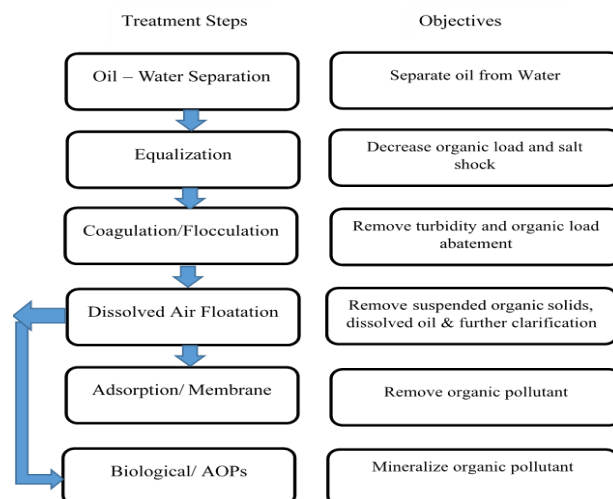 Treatment Steps
Objectives
Oil – Water Separation
Separate oil from Water
Equalization
Decrease organic load and salt
shock
Coagulation/Flocculation
Remove turbidity and organic load
abatement
Dissolved Air Floatation
Remove suspended organic solids,
dissolved oil & further clarification
Adsorption/ Membrane
Remove organic pollutant
Biological/ AOPs
Mineralize organic pollutant